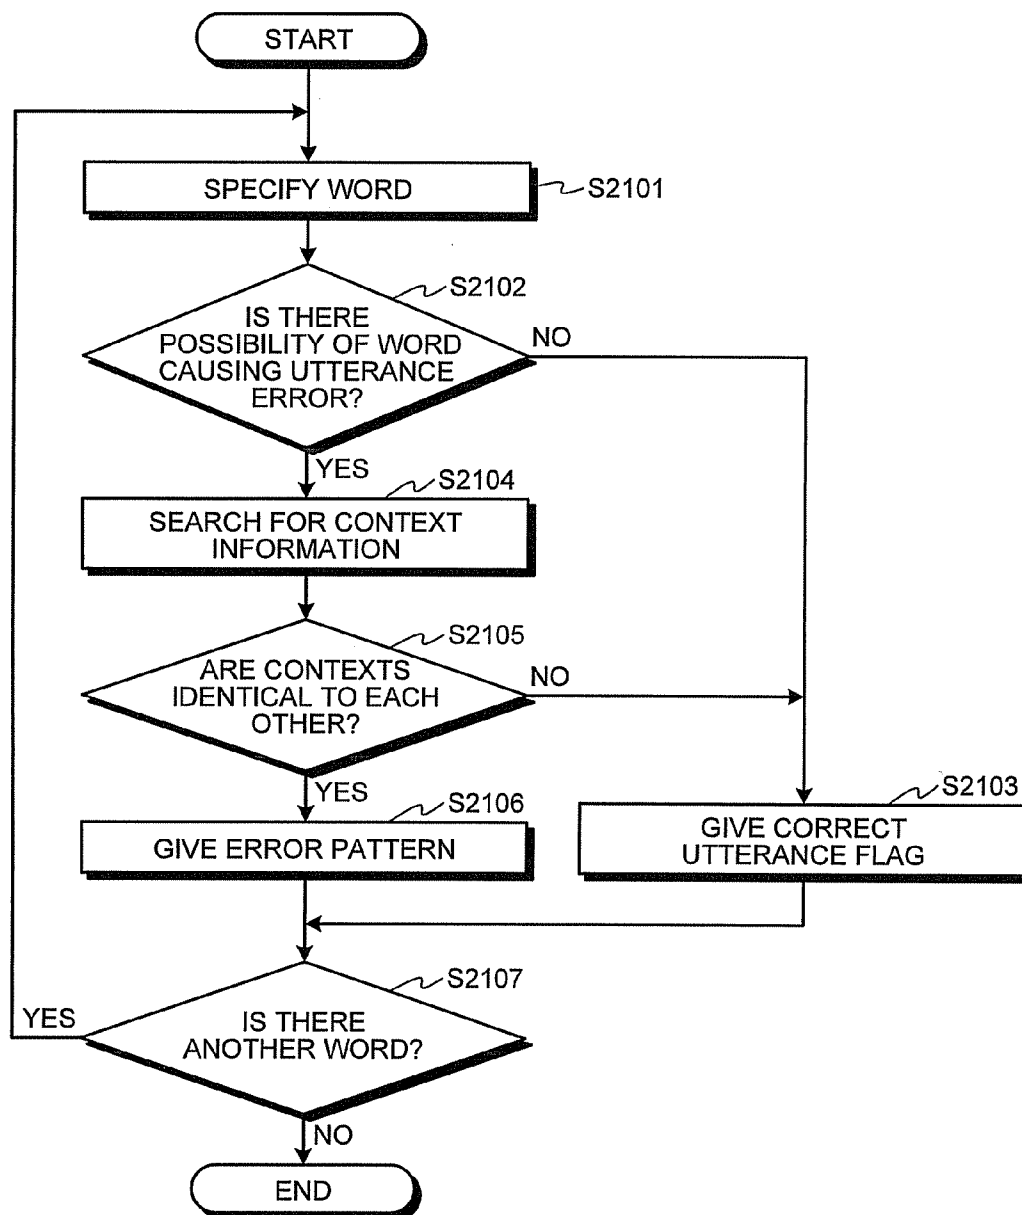 START
SPECIFY WORD
S2101
S2102
IS THERE
POSSIBILITY OF WORD
CAUSING UTTERANCE
ERROR?
NO
YES
S2104
SEARCH FOR CONTEXT
INFORMATION
S2105
ARE CONTEXTS
IDENTICAL TO EACH
OTHER?
NO
YES
S2106
GIVE ERROR PATTERN
S2103
GIVE CORRECT
UTTERANCE FLAG
S2107
IS THERE
ANOTHER WORD?
YES
NO
END